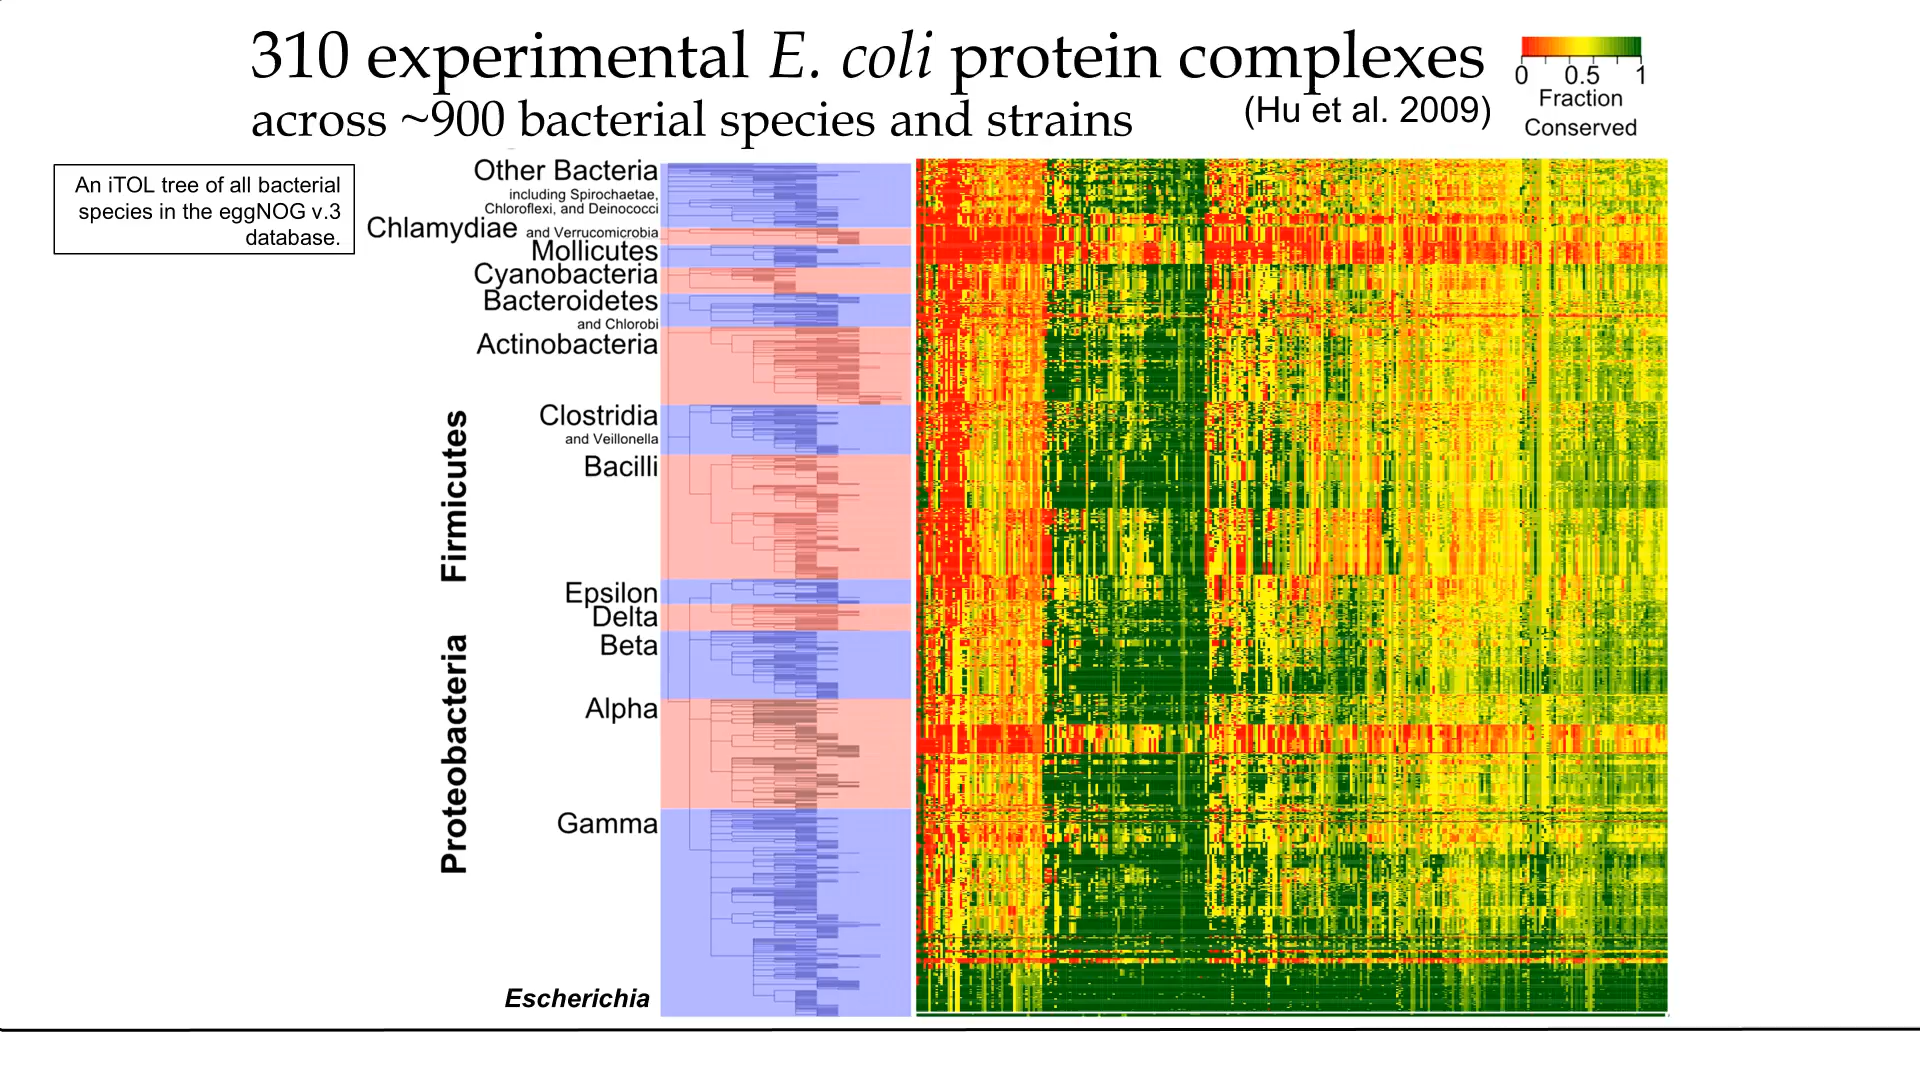 310 experimental E. coli protein complexes
across ~900 bacterial species and strains
(Hu et al. 2009)
0 0.5 1
Fraction
Conserved
An iTOL tree of all bacterial
species in the eggNOG v.3
database.
Other Bacteria
including Spirochaetae,
Chloroflexi, and Deinococci
Chlamydiae and Verrucomicrobia
Mollicutes
Cyanobacteria
Bacteroidetes
and Chlorobi
Actinobacteria
Firmicutes
Clostridia
and Veillonella
Bacilli
Proteobacteria
Epsilon
Delta
Beta
Alpha
Gamma
Escherichia